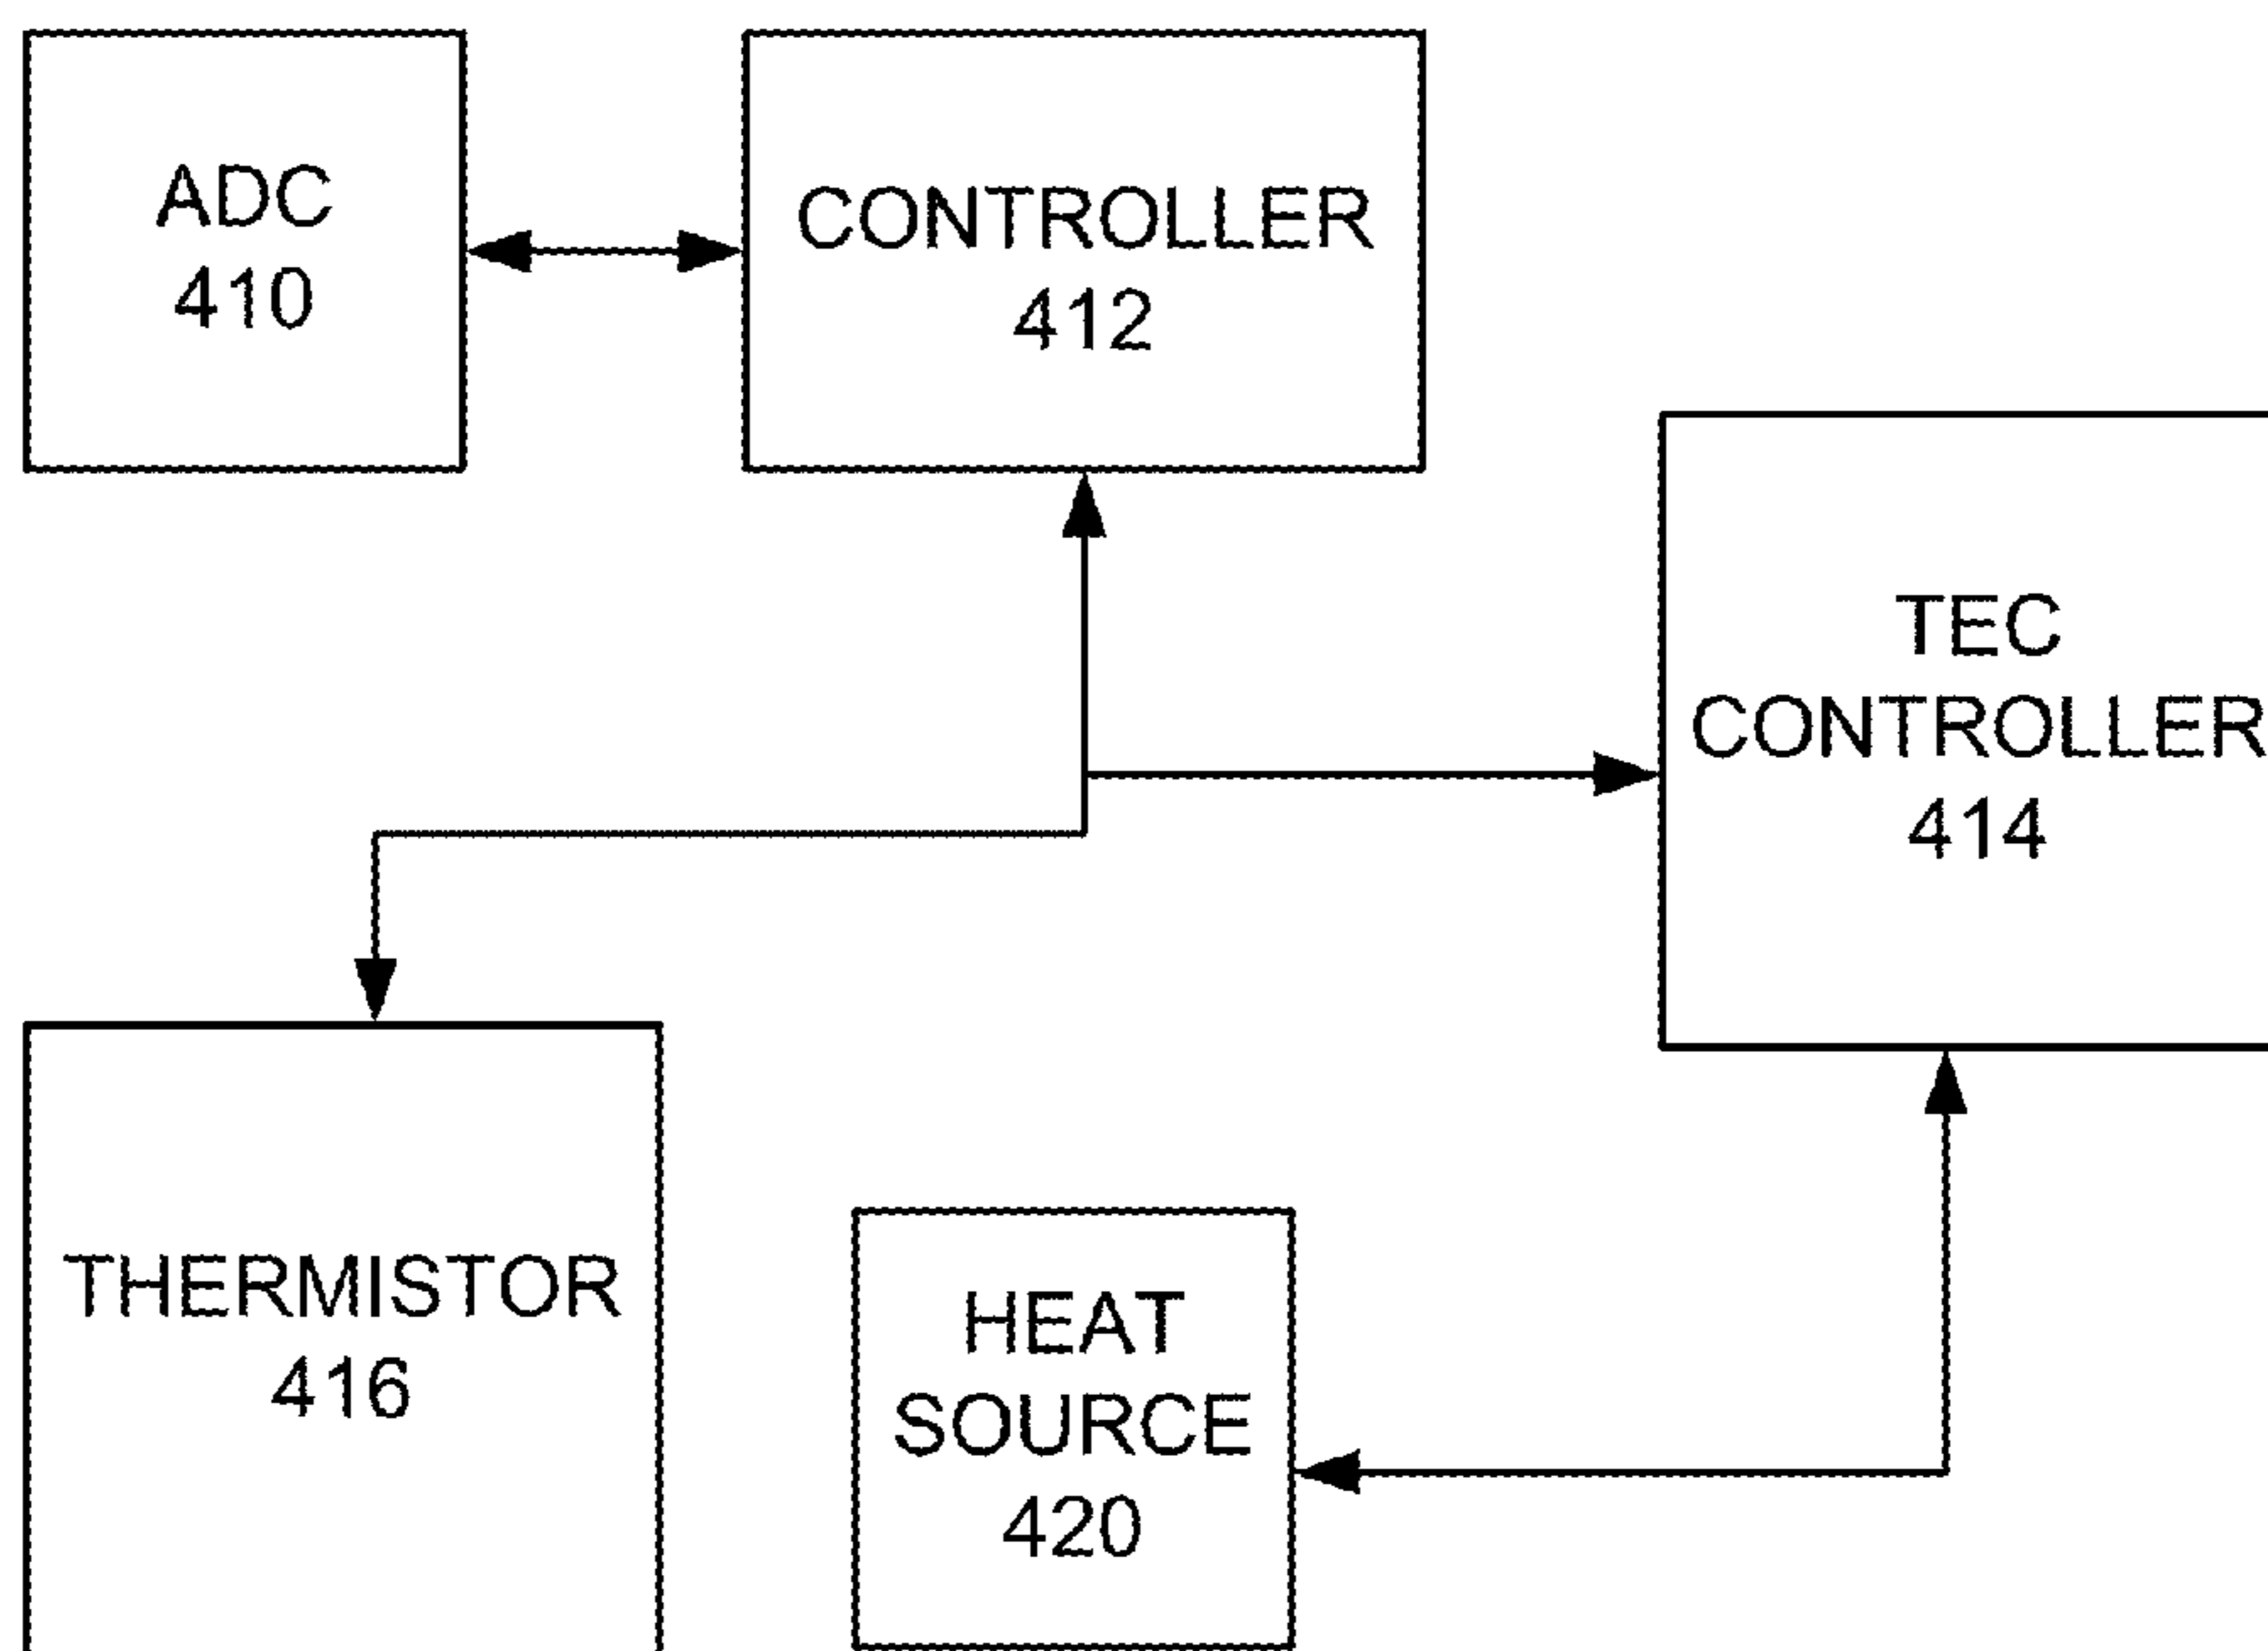 ADC
410
CONTROLLER
412
TEC
CONTROLLER
414
THERMISTOR
416
HEAT
SOURCE
420